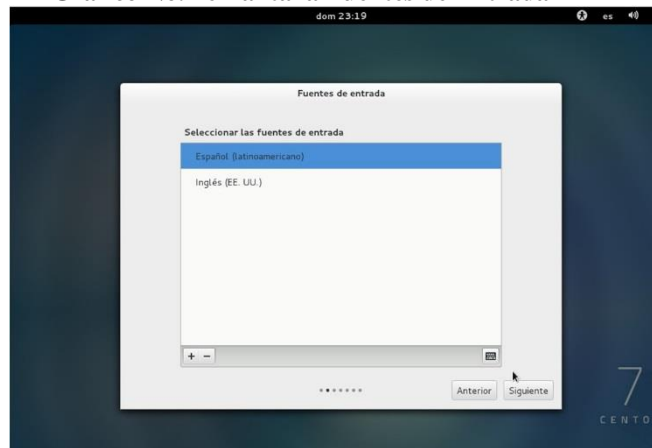 dom 23:19
es
Fuentes de entrada
Seleccionar las fuentes de entrada
Español (latinoamericano)
Inglés (EE. UU.)
+ −
Anterior
Siguiente
7
CENTO